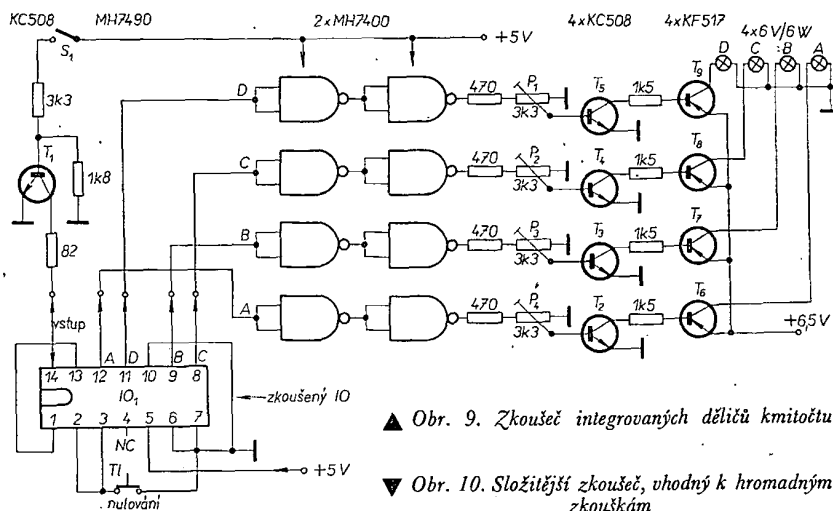 KC508 MH7490 2×MH7400 4×KC508 4×KF517 4×6V/6W
S1 +5V D C B A
3k3 D 470 P1 3k3 T5 1k5 T9
T1 1k8 C 470 P2 3k3 T4 1k5 T8
82 B 470 P3 3k3 T3 1k5 T7
A 470 P4 3k3 T2 1k5 T6
+6,5V
vstup A D B C
14 13 12 11 10 9 8
IO1 zkoušený IO
1 2 3 4 5 6 7
NC
+5V
Tl
nulování
▲ Obr. 9. Zkoušeč integrovaných děličů kmitočtu
▼ Obr. 10. Složitější zkoušeč, vhodný k hromadným
zkouškám